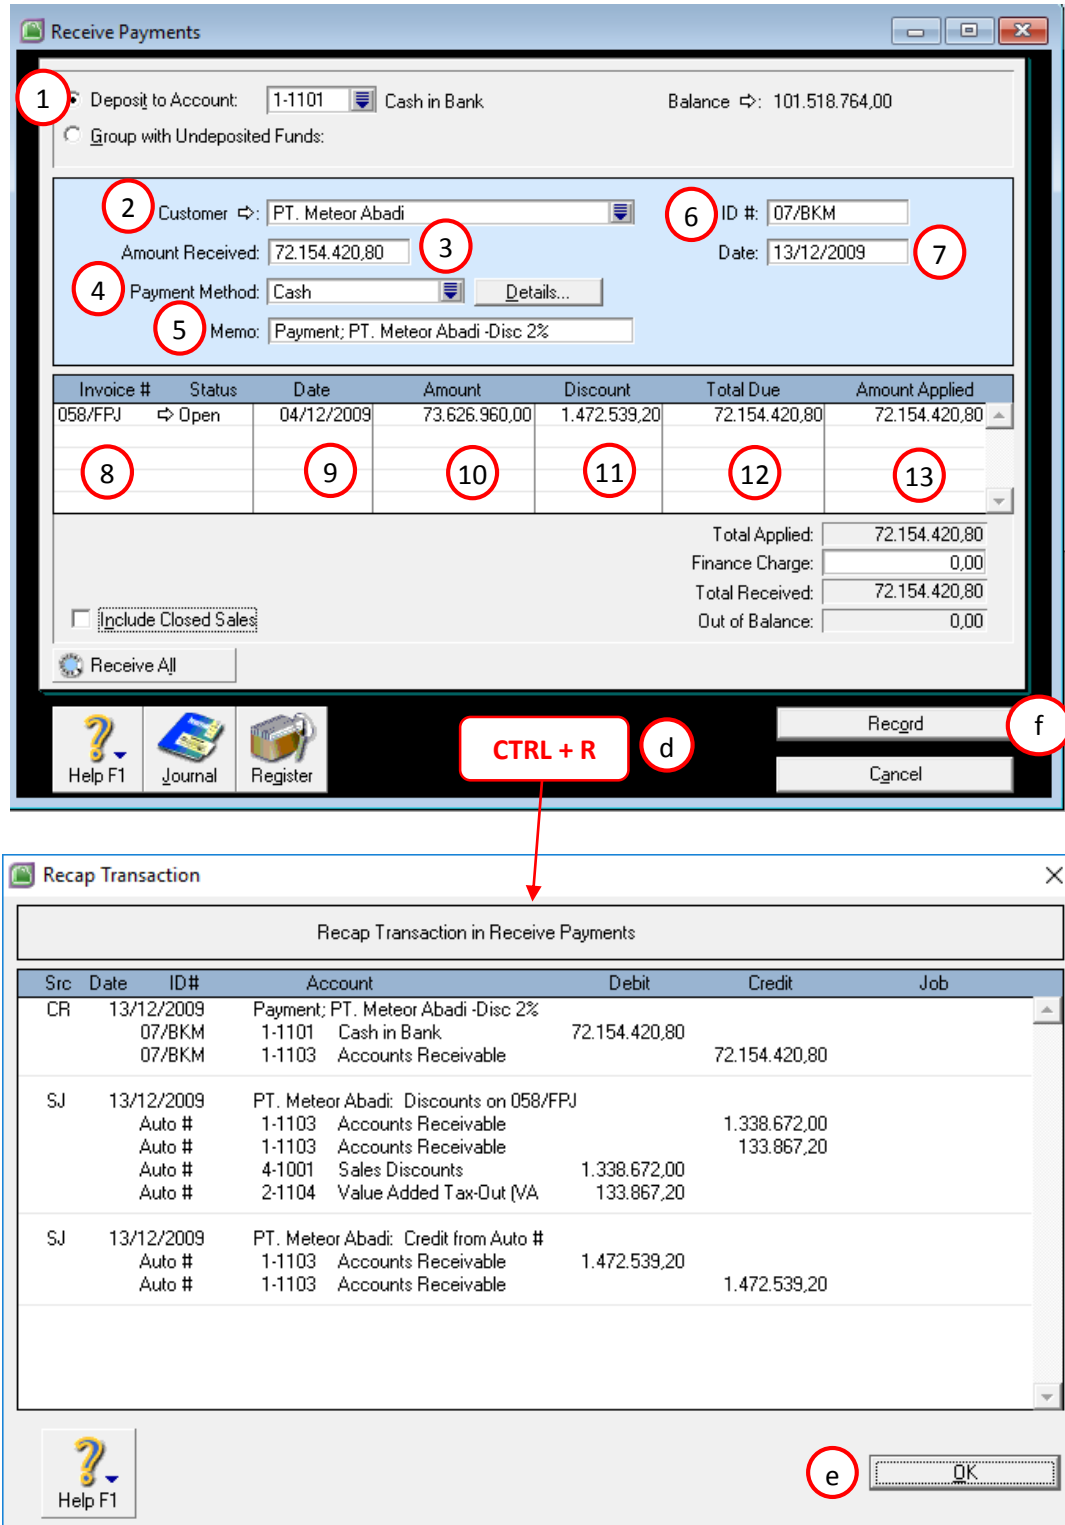 Receive Payments
1 Deposit to Account: 1-1101 Cash in Bank Balance : 101.518.764,00
Group with Undeposited Funds:
2 Customer : PT. Meteor Abadi 6 ID #: 07/BKM
Amount Received: 72.154.420,80 3 Date: 13/12/2009 7
4 Payment Method: Cash Details...
5 Memo: Payment; PT. Meteor Abadi -Disc 2%
Invoice # Status Date Amount Discount Total Due Amount Applied
058/FPJ Open 04/12/2009 73.626.960,00 1.472.539,20 72.154.420,80 72.154.420,80
8 9 10 11 12 13
Total Applied: 72.154.420,80
Finance Charge: 0,00
Total Received: 72.154.420,80
Include Closed Sales Out of Balance: 0,00
Receive All
Help F1 Journal Register CTRL + R d Record f
Cancel
Recap Transaction
Recap Transaction in Receive Payments
Src Date ID# Account Debit Credit Job
CR 13/12/2009 Payment; PT. Meteor Abadi -Disc 2%
07/BKM 1-1101 Cash in Bank 72.154.420,80
07/BKM 1-1103 Accounts Receivable 72.154.420,80
SJ 13/12/2009 PT. Meteor Abadi: Discounts on 058/FPJ
Auto # 1-1103 Accounts Receivable 1.338.672,00
Auto # 1-1103 Accounts Receivable 133.867,20
Auto # 4-1001 Sales Discounts 1.338.672,00
Auto # 2-1104 Value Added Tax-Out (VA 133.867,20
SJ 13/12/2009 PT. Meteor Abadi: Credit from Auto #
Auto # 1-1103 Accounts Receivable 1.472.539,20
Auto # 1-1103 Accounts Receivable 1.472.539,20
Help F1 e OK